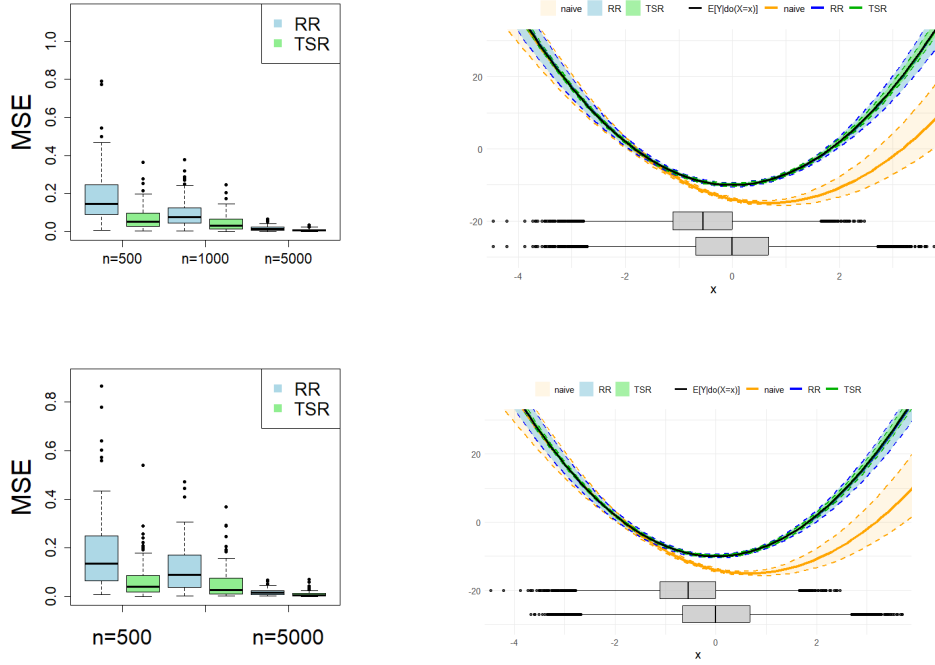 MSE
1.0
0.8
0.6
0.4
0.2
0.0
RR
TSR
n=500 n=1000 n=5000
naive RR TSR E[Y|do(X=x)] naive RR TSR
20
0
-20
-4 -2 0 2
x
MSE
0.8
0.6
0.4
0.2
0.0
RR
TSR
n=500 n=5000
naive RR TSR E[Y|do(X=x)] naive RR TSR
20
0
-20
-4 -2 0 2
x